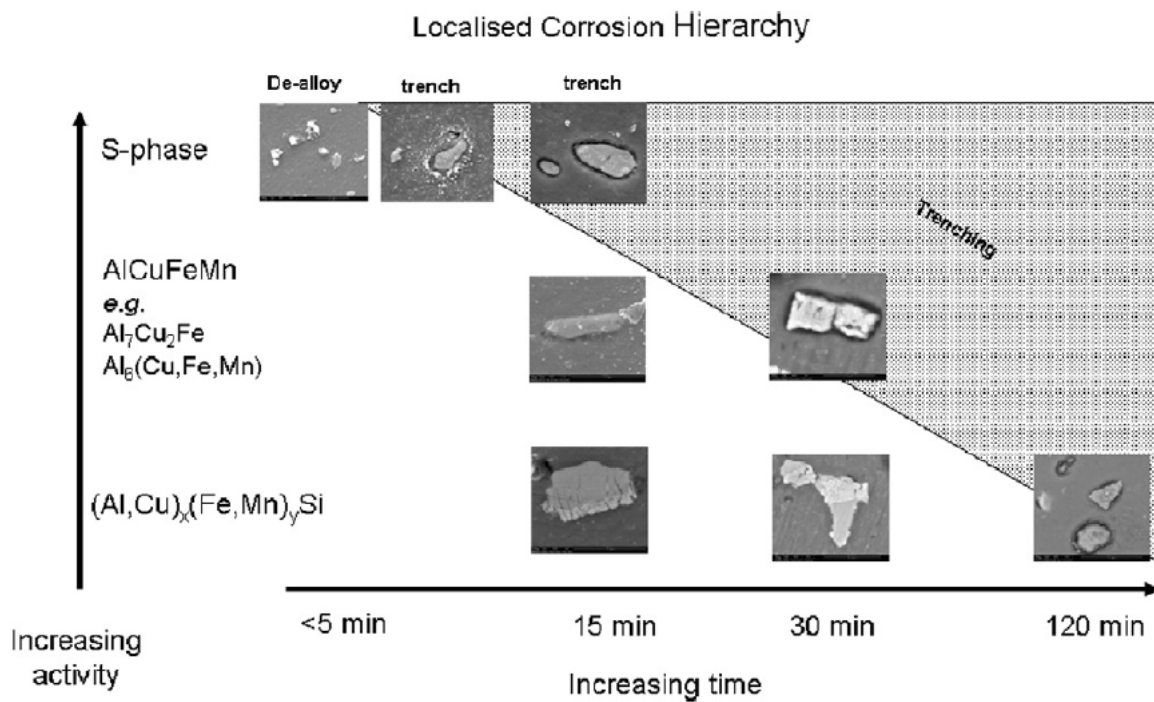 Localised Corrosion Hierarchy
De-alloy
trench
trench
S-phase
Trenching
AlCuFeMn
e.g.
Al₇Cu₂Fe
Al₆(Cu,Fe,Mn)
(Al,Cu)ₓ(Fe,Mn)ᵧSi
<5 min
15 min
30 min
120 min
Increasing
activity
Increasing time